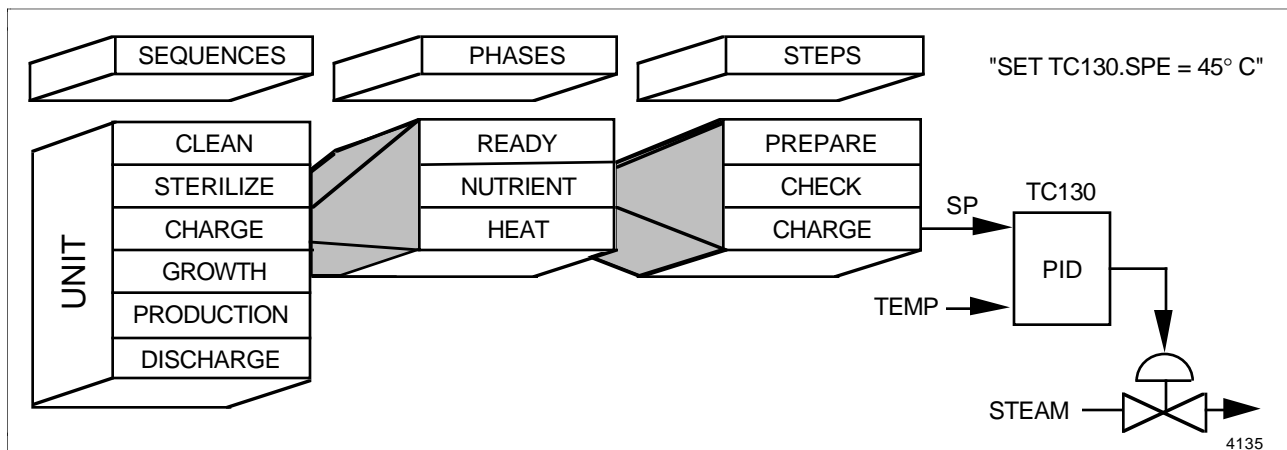 SEQUENCES
PHASES
STEPS
"SET TC130.SPE = 45° C"
UNIT
CLEAN
STERILIZE
CHARGE
GROWTH
PRODUCTION
DISCHARGE
READY
NUTRIENT
HEAT
PREPARE
CHECK
CHARGE
SP
TC130
PID
TEMP
STEAM
4135